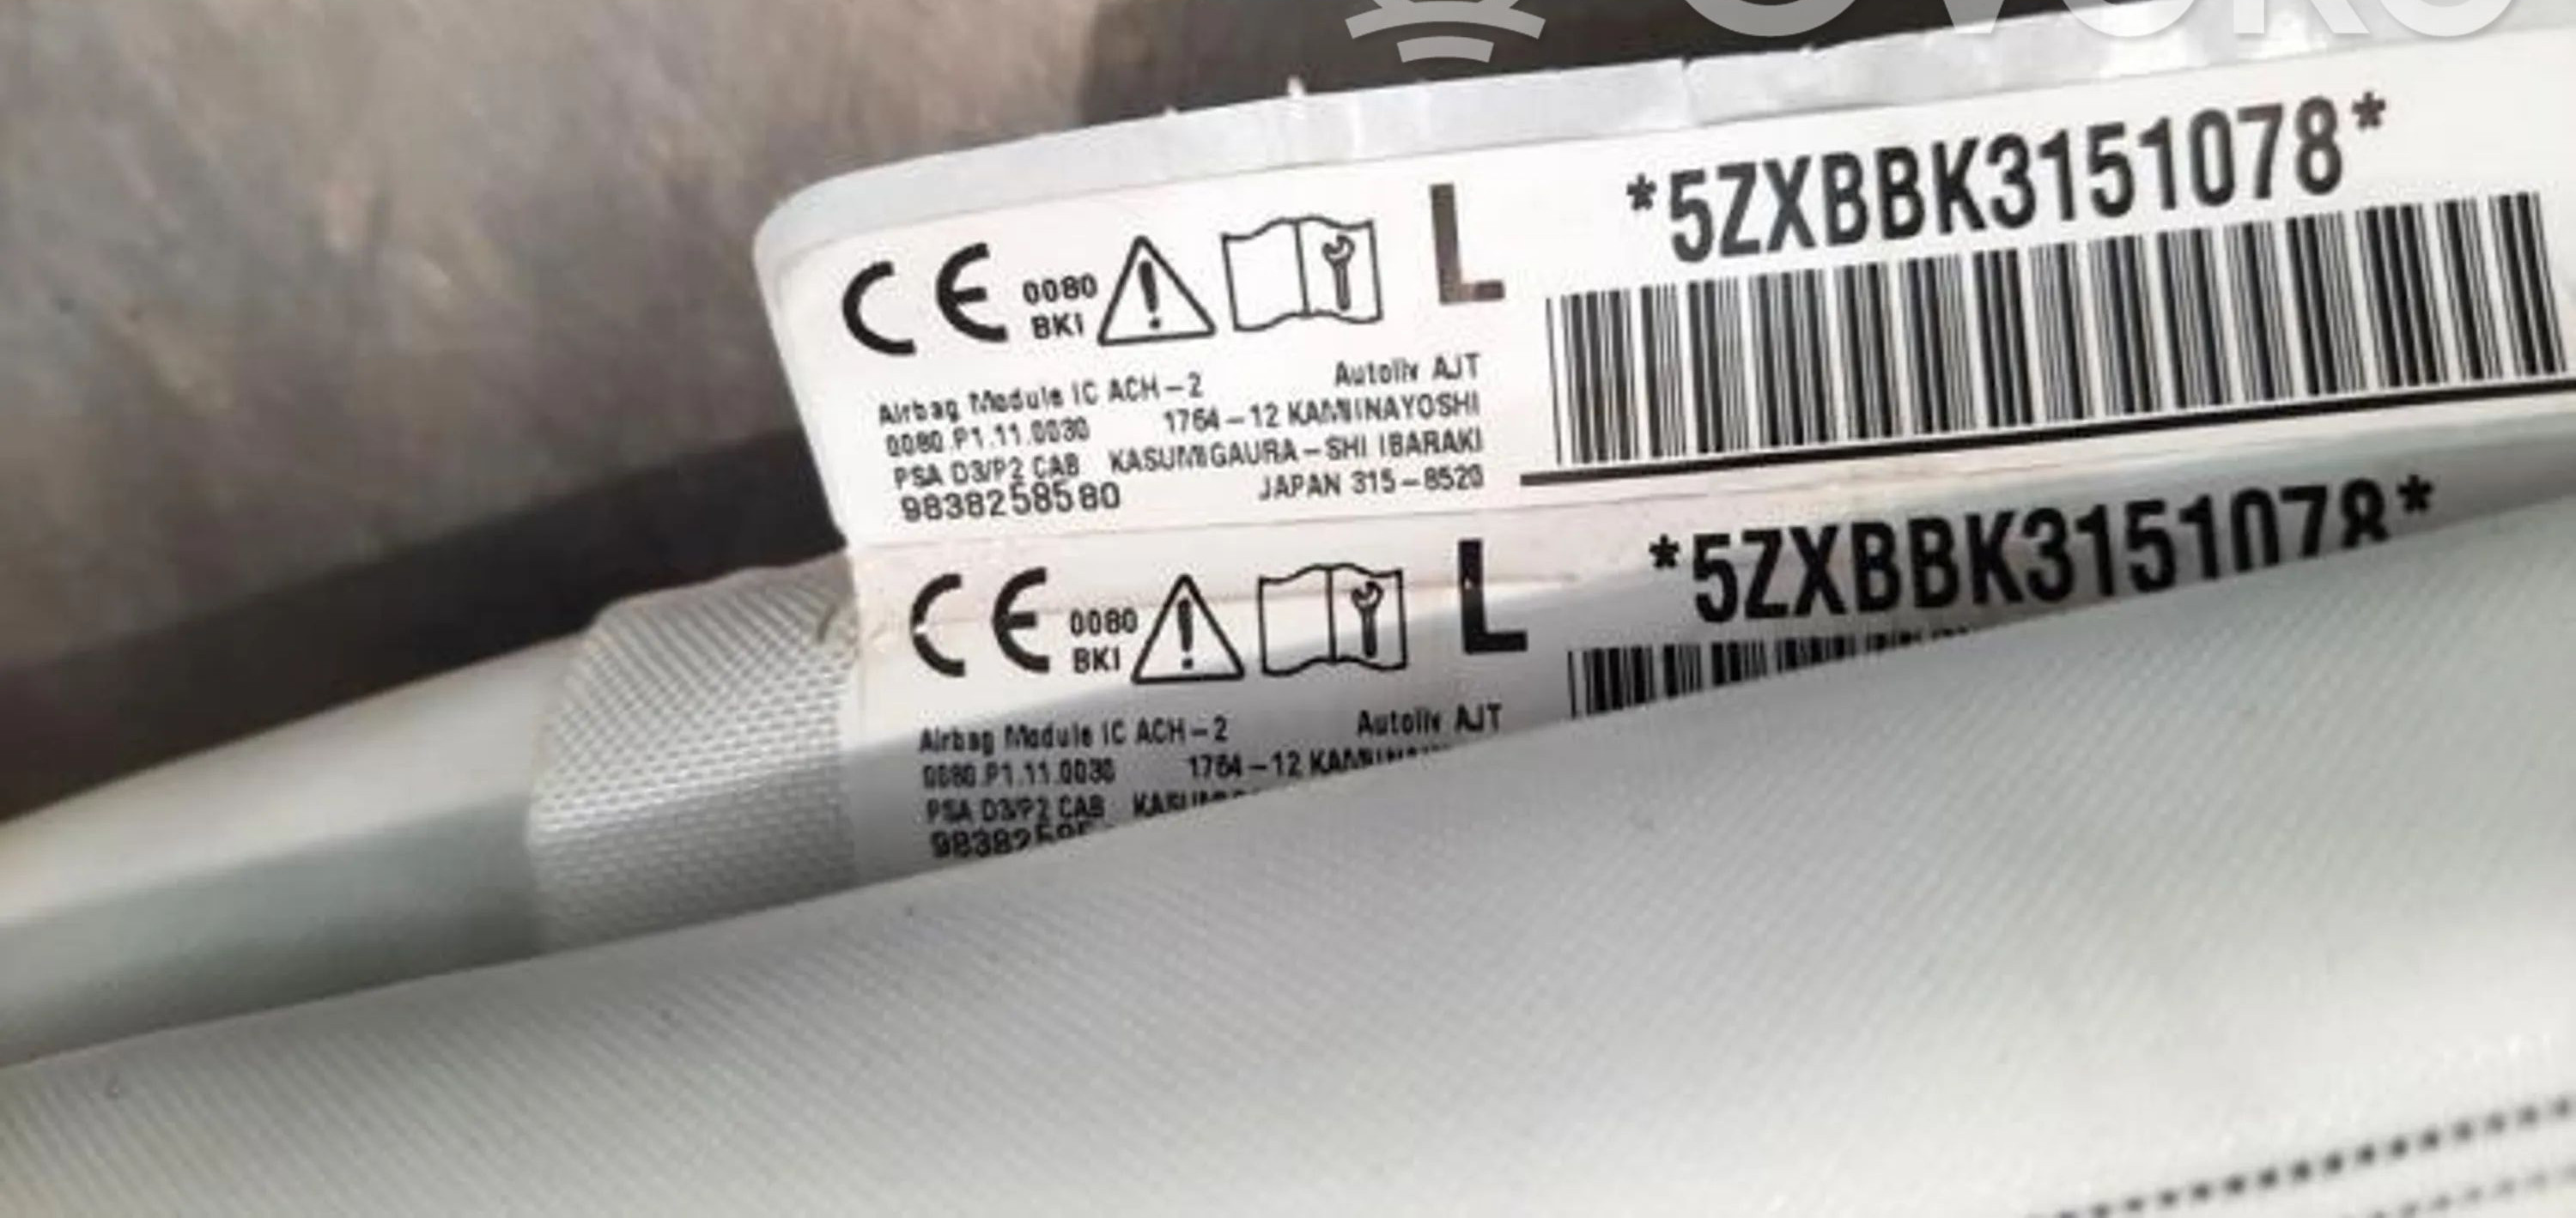 *5ZXBBK3151078*
CE 0080 BKI L
Airbag Module IC ACH-2 Autoliv AJT
0080.P1.11.0030 1764-12 KAMINAYOSHI
PSA D3/P2 CAB KASUMIGAURA-SHI IBARAKI
9838258580 JAPAN 315-8520
*5ZXBBK3151078*
CE 0080 BKI L
Airbag Module IC ACH-2 Autoliv AJT
0080.P1.11.0030 1764-12
PSA D3/P2 CAB